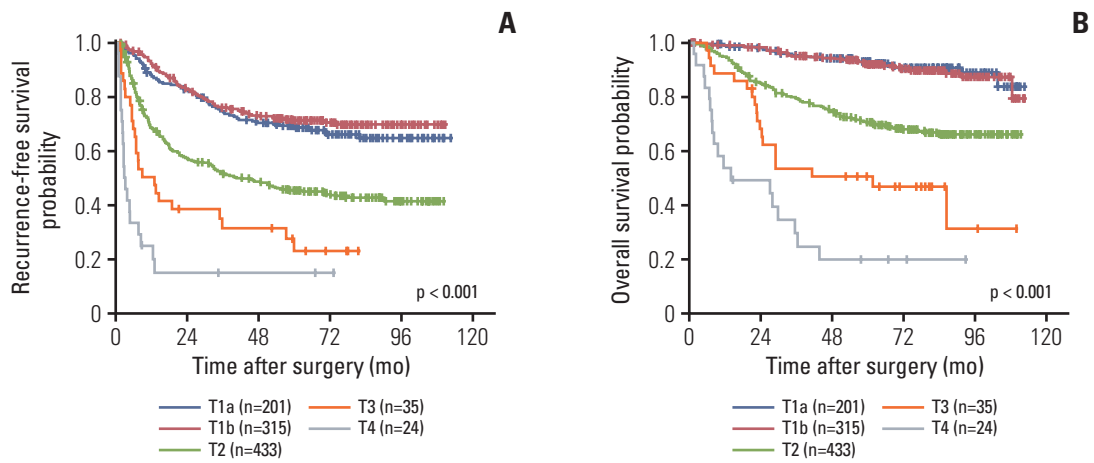 A
Recurrence-free survival
probability
1.0
0.8
0.6
0.4
0.2
0
p < 0.001
0 24 48 72 96 120
Time after surgery (mo)
T1a (n=201) T3 (n=35)
T1b (n=315) T4 (n=24)
T2 (n=433)
B
Overall survival probability
1.0
0.8
0.6
0.4
0.2
0
p < 0.001
0 24 48 72 96 120
Time after surgery (mo)
T1a (n=201) T3 (n=35)
T1b (n=315) T4 (n=24)
T2 (n=433)